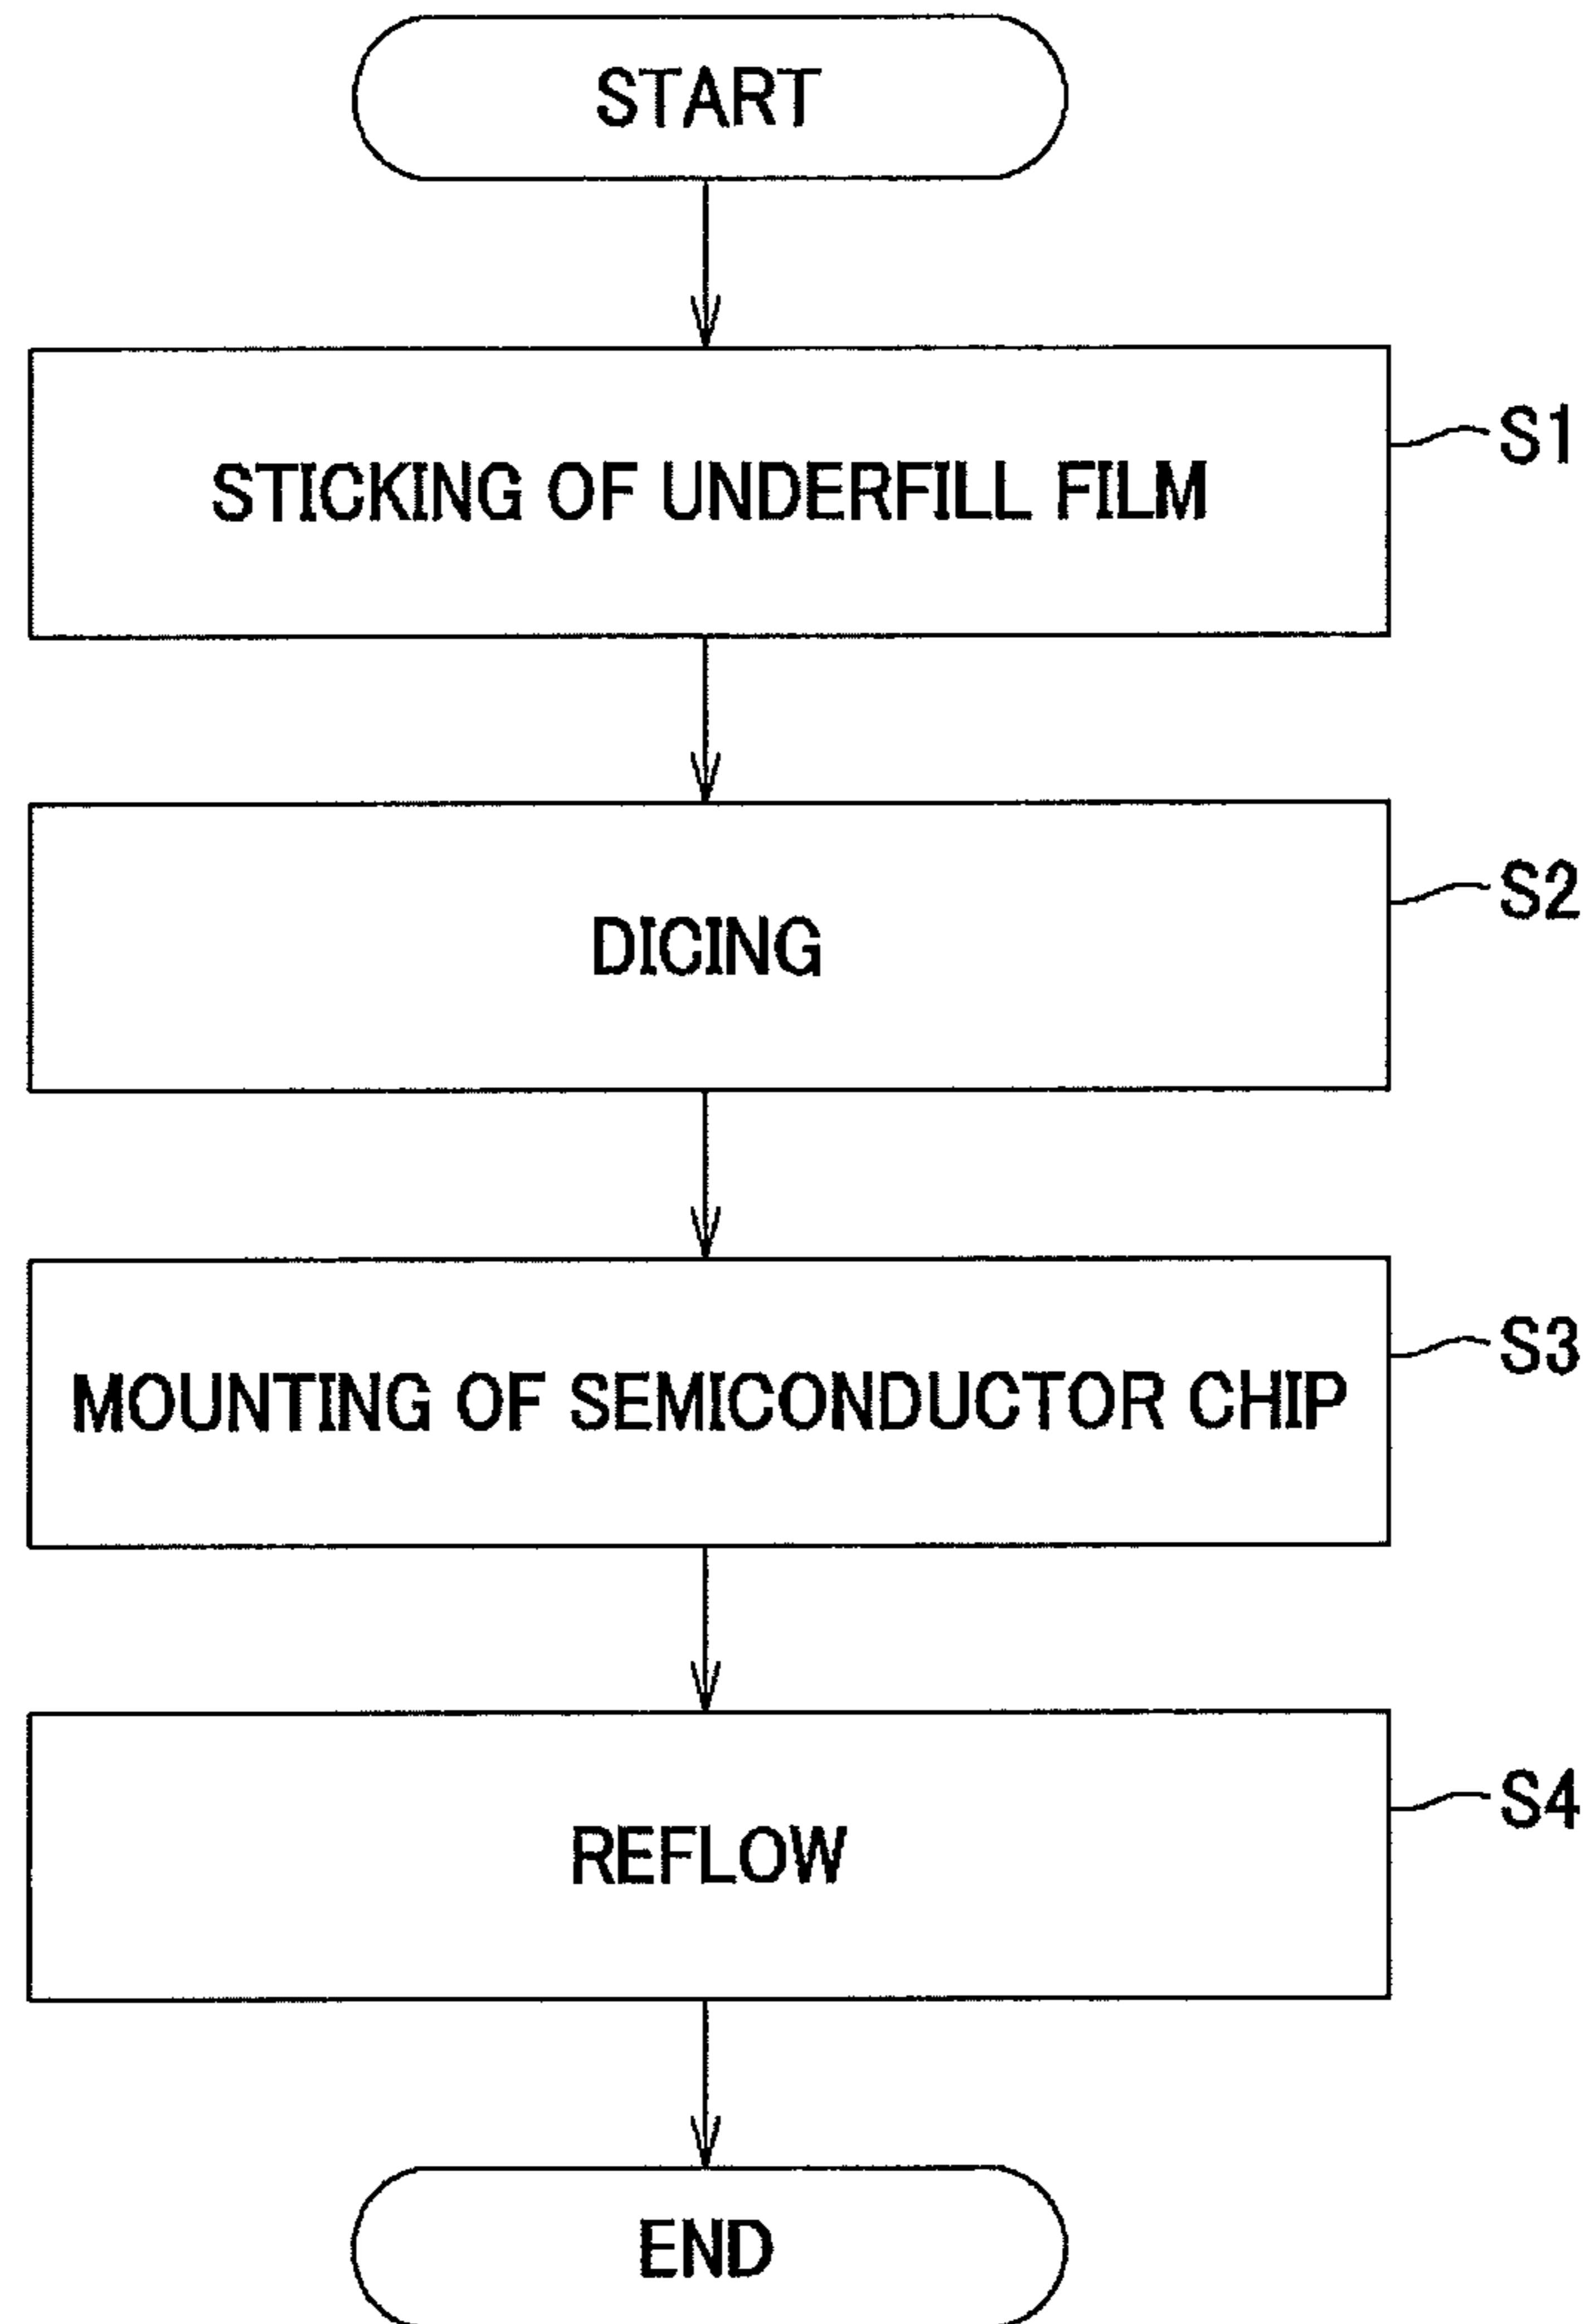 START
STICKING OF UNDERFILL FILM
S1
DICING
S2
MOUNTING OF SEMICONDUCTOR CHIP
S3
REFLOW
S4
END